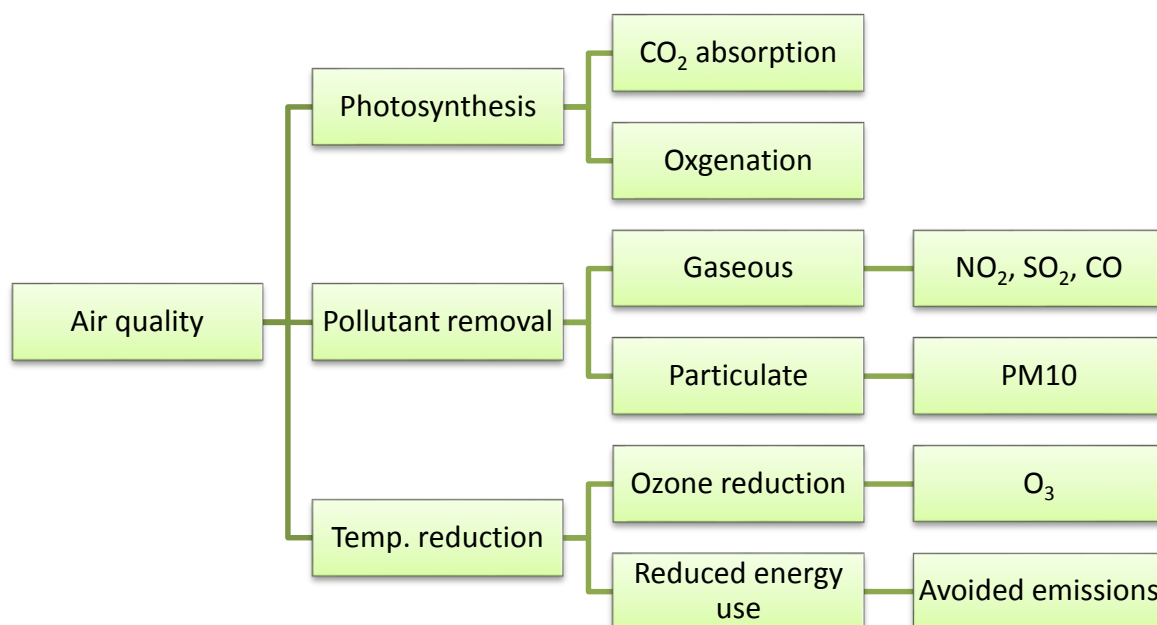 CO₂ absorption
Photosynthesis
Oxgenation
Gaseous
NO₂, SO₂, CO
Air quality
Pollutant removal
Particulate
PM10
Ozone reduction
O₃
Temp. reduction
Reduced energy
use
Avoided emissions